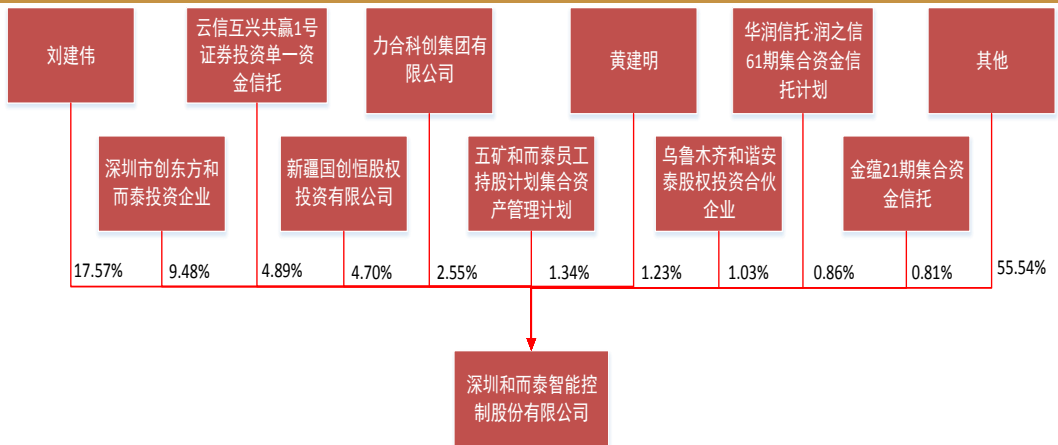 刘建伟
云信互兴共赢1号
证券投资单一资
金信托
力合科创集团有
限公司
黄建明
华润信托·润之信
61期集合资金信
托计划
其他
深圳市创东方和
而泰投资企业
新疆国创恒股权
投资有限公司
五矿和而泰员工
持股计划集合资
产管理计划
乌鲁木齐和谐安
泰股权投资合伙
企业
金蕴21期集合资
金信托
17.57%
9.48%
4.89%
4.70%
2.55%
1.34%
1.23%
1.03%
0.86%
0.81%
55.54%
深圳和而泰智能控
制股份有限公司